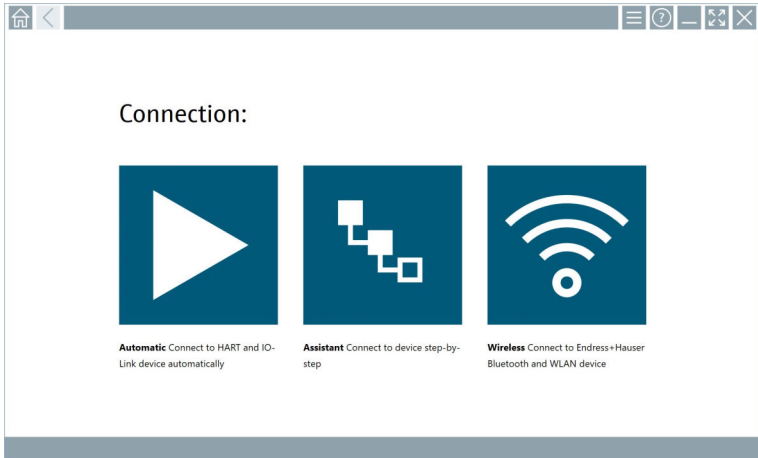 ?
Connection:
Automatic Connect to HART and IO-
Link device automatically
Assistant Connect to device step-by-
step
Wireless Connect to Endress+Hauser
Bluetooth and WLAN device